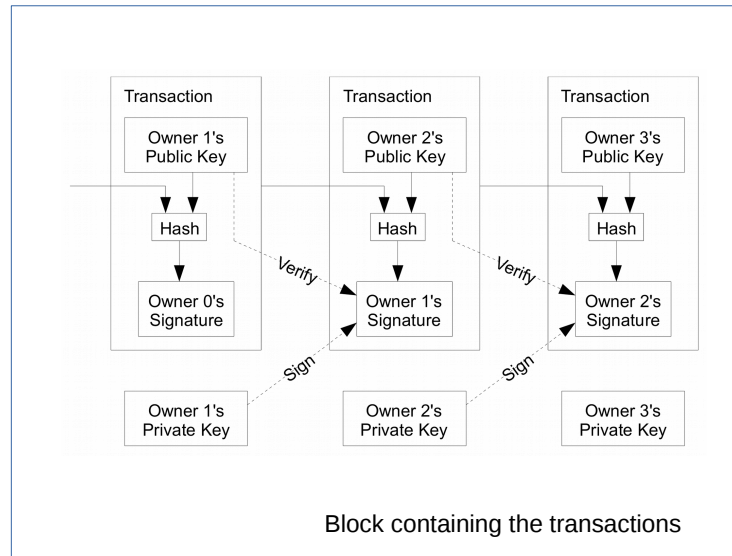 Transaction
Owner 1's
Public Key
Hash
Owner 0's
Signature
Transaction
Owner 2's
Public Key
Hash
Owner 1's
Signature
Transaction
Owner 3's
Public Key
Hash
Owner 2's
Signature
Verify
Verify
Sign
Sign
Owner 1's
Private Key
Owner 2's
Private Key
Owner 3's
Private Key
Block containing the transactions